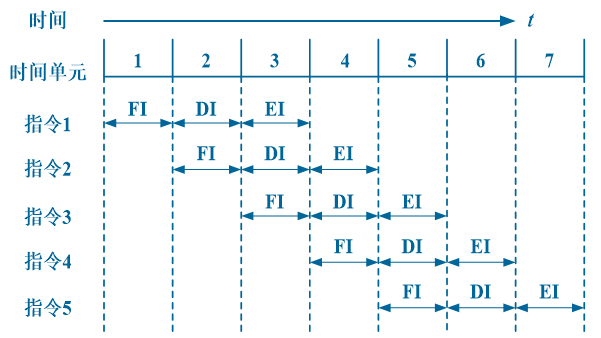 时间 t
时间单元 1 2 3 4 5 6 7
指令1 FI DI EI
指令2 FI DI EI
指令3 FI DI EI
指令4 FI DI EI
指令5 FI DI EI